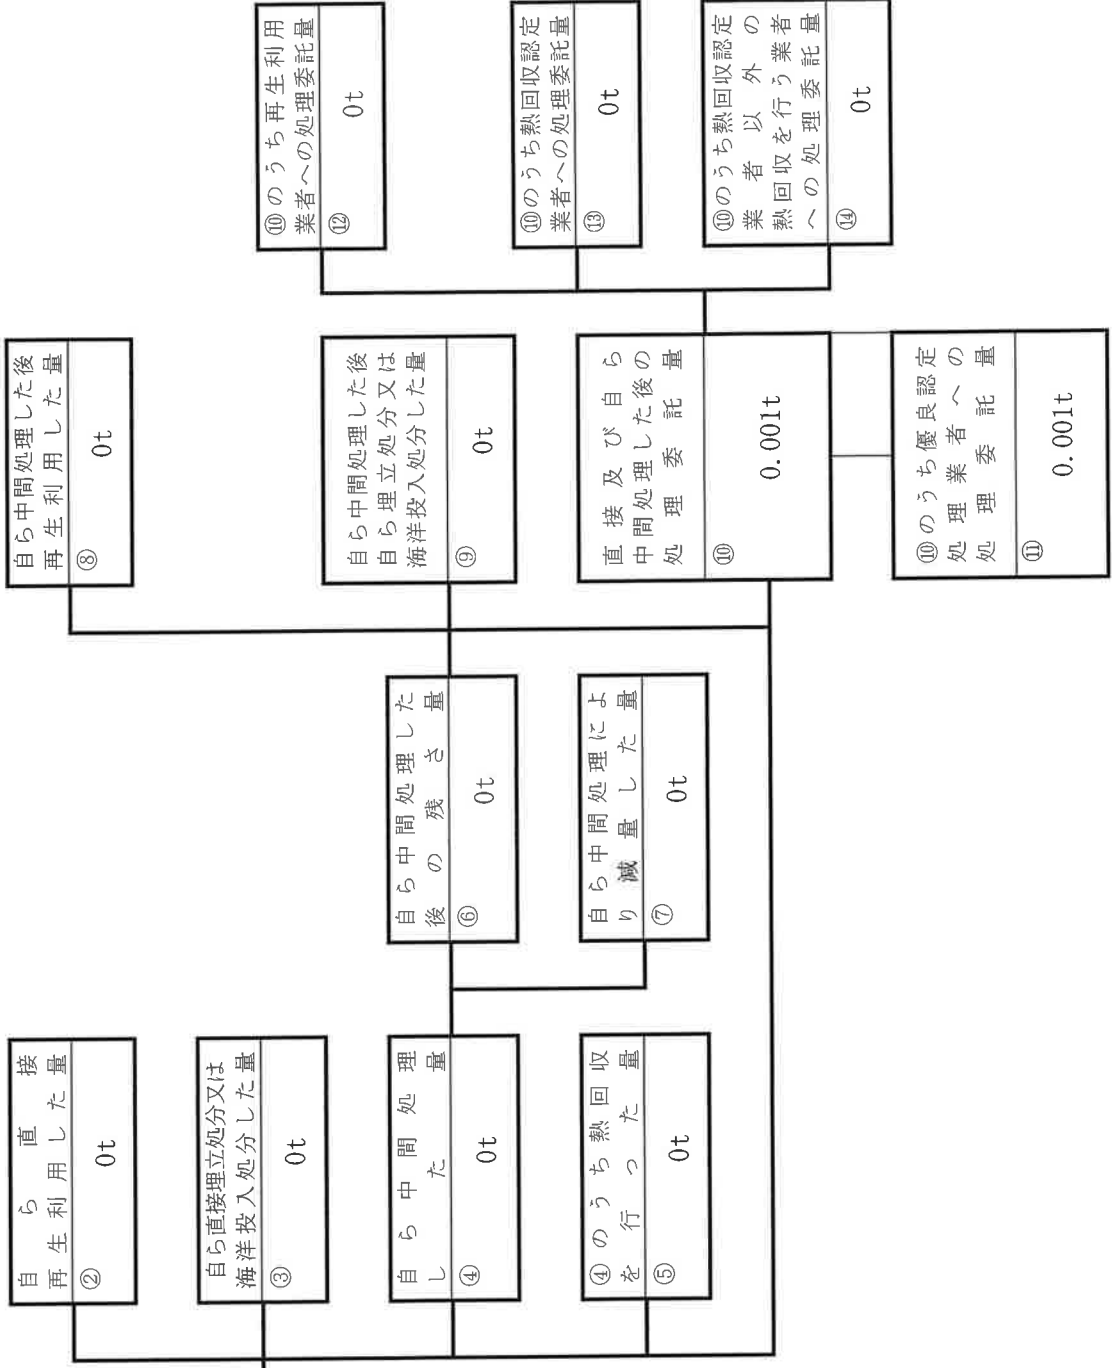 自ら直接
再生利用した量
②
0t
自ら直接埋立処分又は
海洋投入処分した量
③
0t
自ら中間処理
した量
④
0t
④のうち熱回収
を行った量
⑤
0t
自ら中間処理した
後の残さ量
⑥
0t
自ら中間処理によ
り減量した量
⑦
0t
自ら中間処理した後
再生利用した量
⑧
0t
自ら中間処理した後
自ら埋立処分又は
海洋投入処分した量
⑨
0t
直接及び自ら
中間処理した後の
処理委託量
⑩
0.001t
⑩のうち優良認定
処理業者への
処理委託量
⑪
0.001t
⑩のうち再生利用
業者への処理委託量
⑫
0t
⑩のうち熱回収認定
業者への処理委託量
⑬
0t
⑩のうち熱回収認定
業者以外の
熱回収を行う業者
への処理委託量
⑭
0t